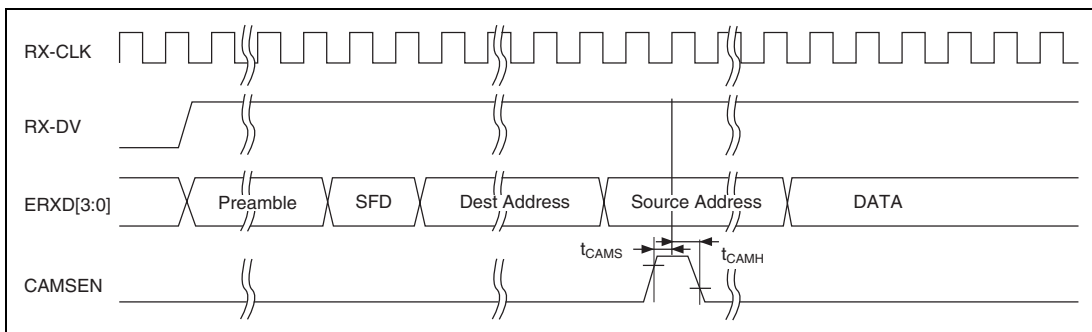 RX-CLK
RX-DV
ERXD[3:0]
Preamble
SFD
Dest Address
Source Address
DATA
tCAMS
tCAMH
CAMSEN